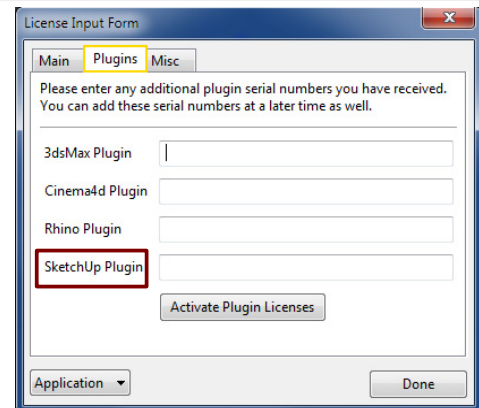 License Input Form
Main Plugins Misc
Please enter any additional plugin serial numbers you have received.
You can add these serial numbers at a later time as well.
3dsMax Plugin
Cinema4d Plugin
Rhino Plugin
SketchUp Plugin
Activate Plugin Licenses
Application Done